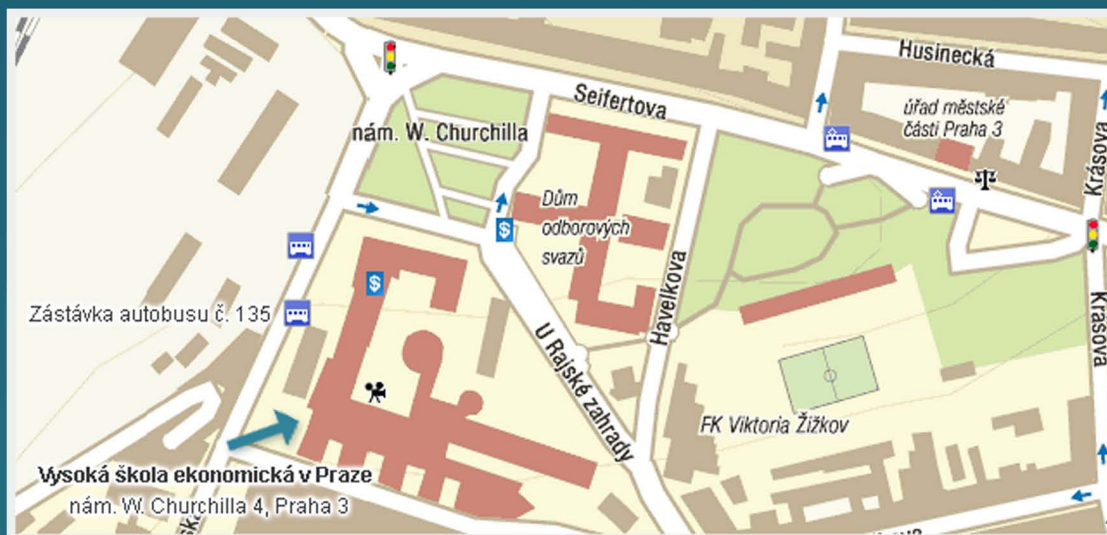 Husinecká
Seifertova
úřad městské
části Praha 3
nám. W. Churchilla
Krásova
Dům
odborových
svazů
Havelkova
Zástávka autobusu č. 135
U Rajské zahrady
Krasova
FK Viktoria Žižkov
Vysoká škola ekonomická v Praze
nám. W. Churchilla 4, Praha 3